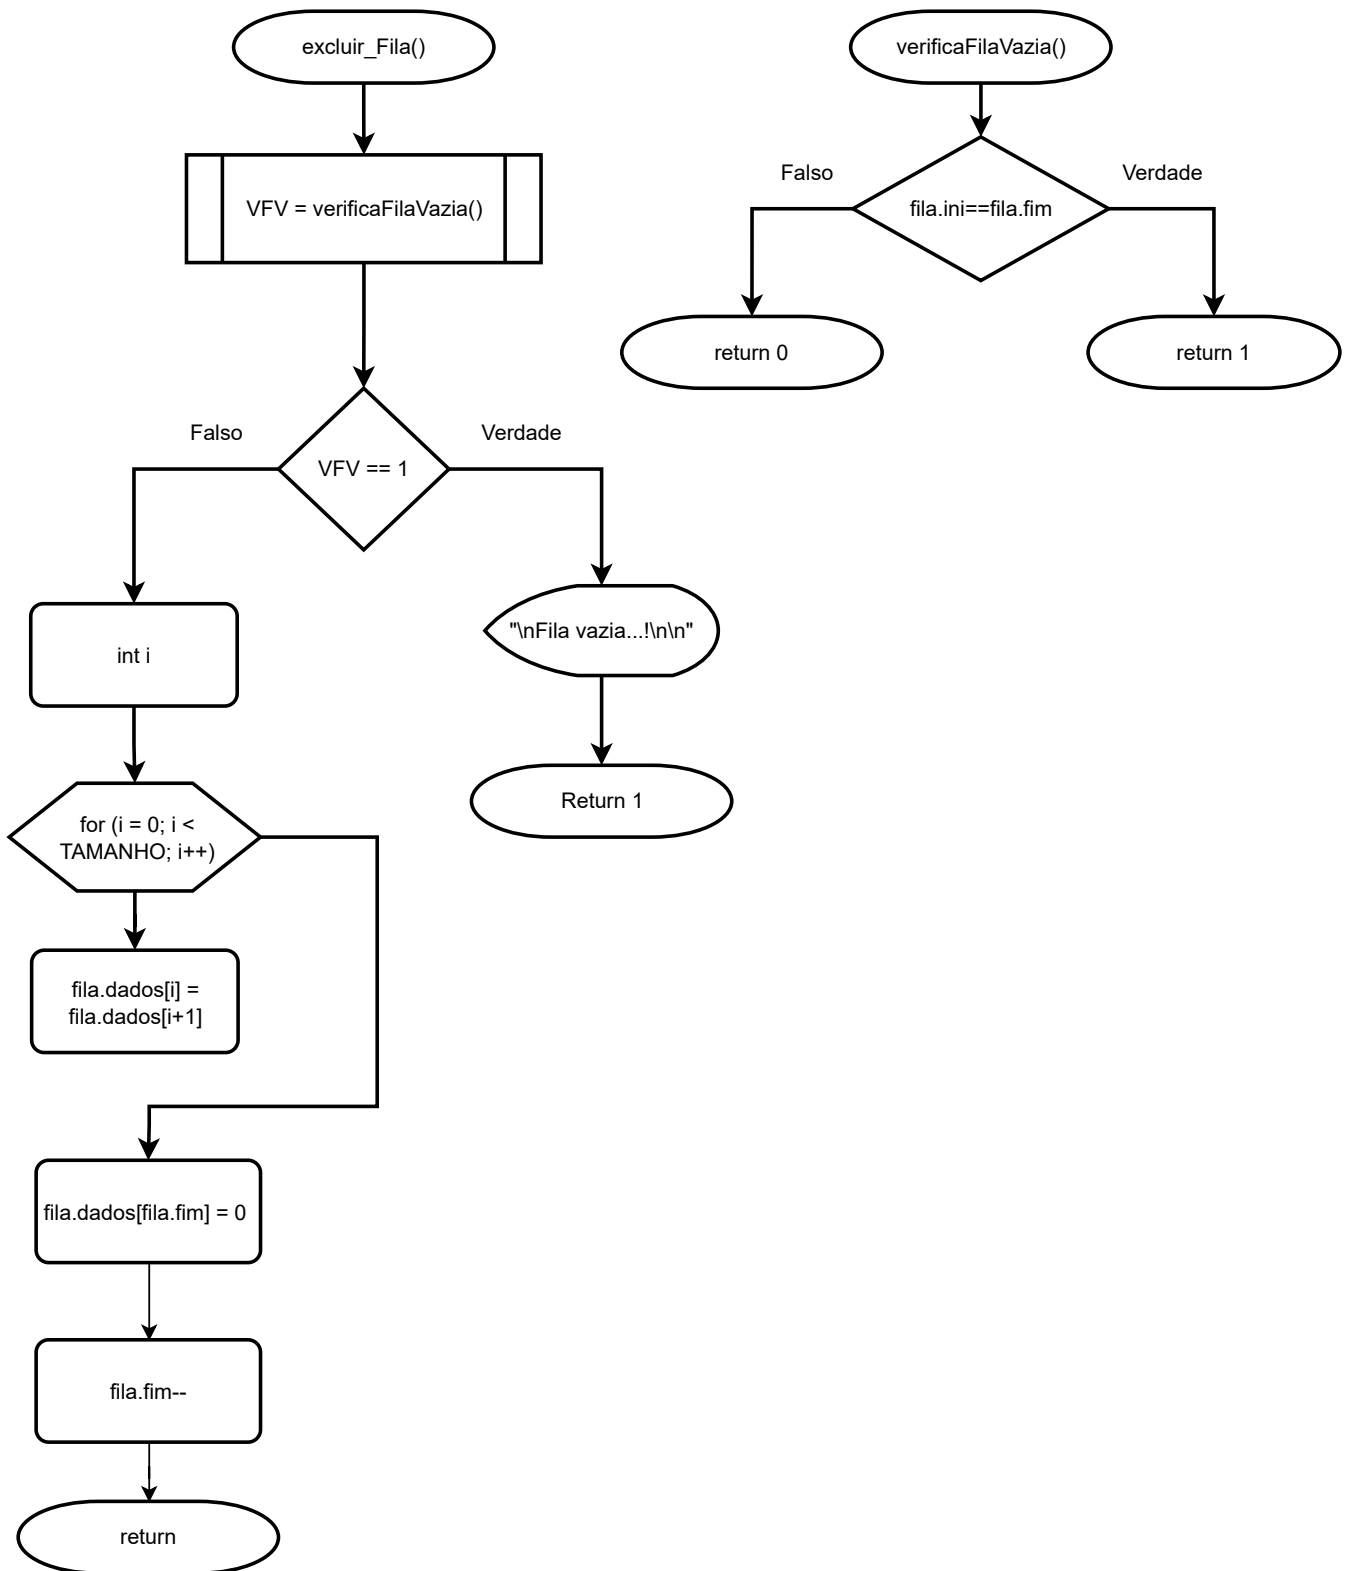 excluir_Fila()
VFV = verificaFilaVazia()
Falso
Verdade
VFV == 1
int i
"\nFila vazia...!\n\n"
Return 1
for (i = 0; i <
TAMANHO; i++)
fila.dados[i] =
fila.dados[i+1]
fila.dados[fila.fim] = 0
fila.fim--
return
verificaFilaVazia()
Falso
Verdade
fila.ini==fila.fim
return 0
return 1